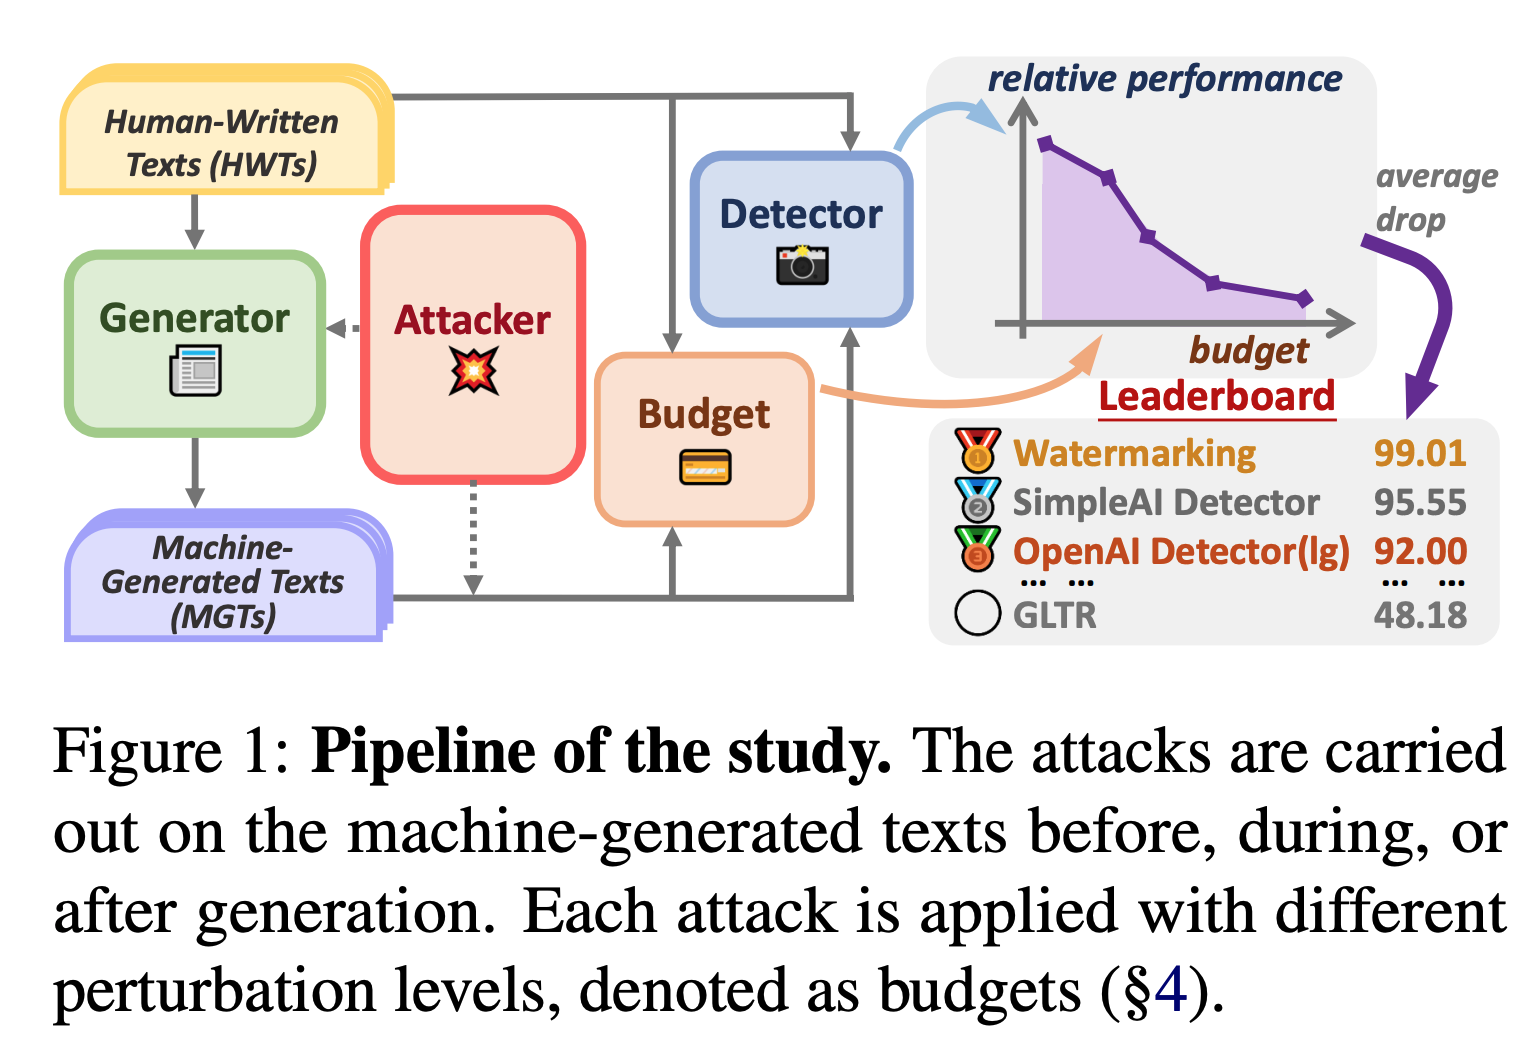 Human-Written
Texts (HWTs)
Generator
Machine-
Generated Texts
(MGTs)
Attacker
Budget
Detector
relative performance
budget
average
drop
Leaderboard
1 Watermarking 99.01
2 SimpleAI Detector 95.55
3 OpenAI Detector(lg) 92.00
... ... ... ...
GLTR 48.18
Figure 1: Pipeline of the study. The attacks are carried
out on the machine-generated texts before, during, or
after generation. Each attack is applied with different
perturbation levels, denoted as budgets (§4).